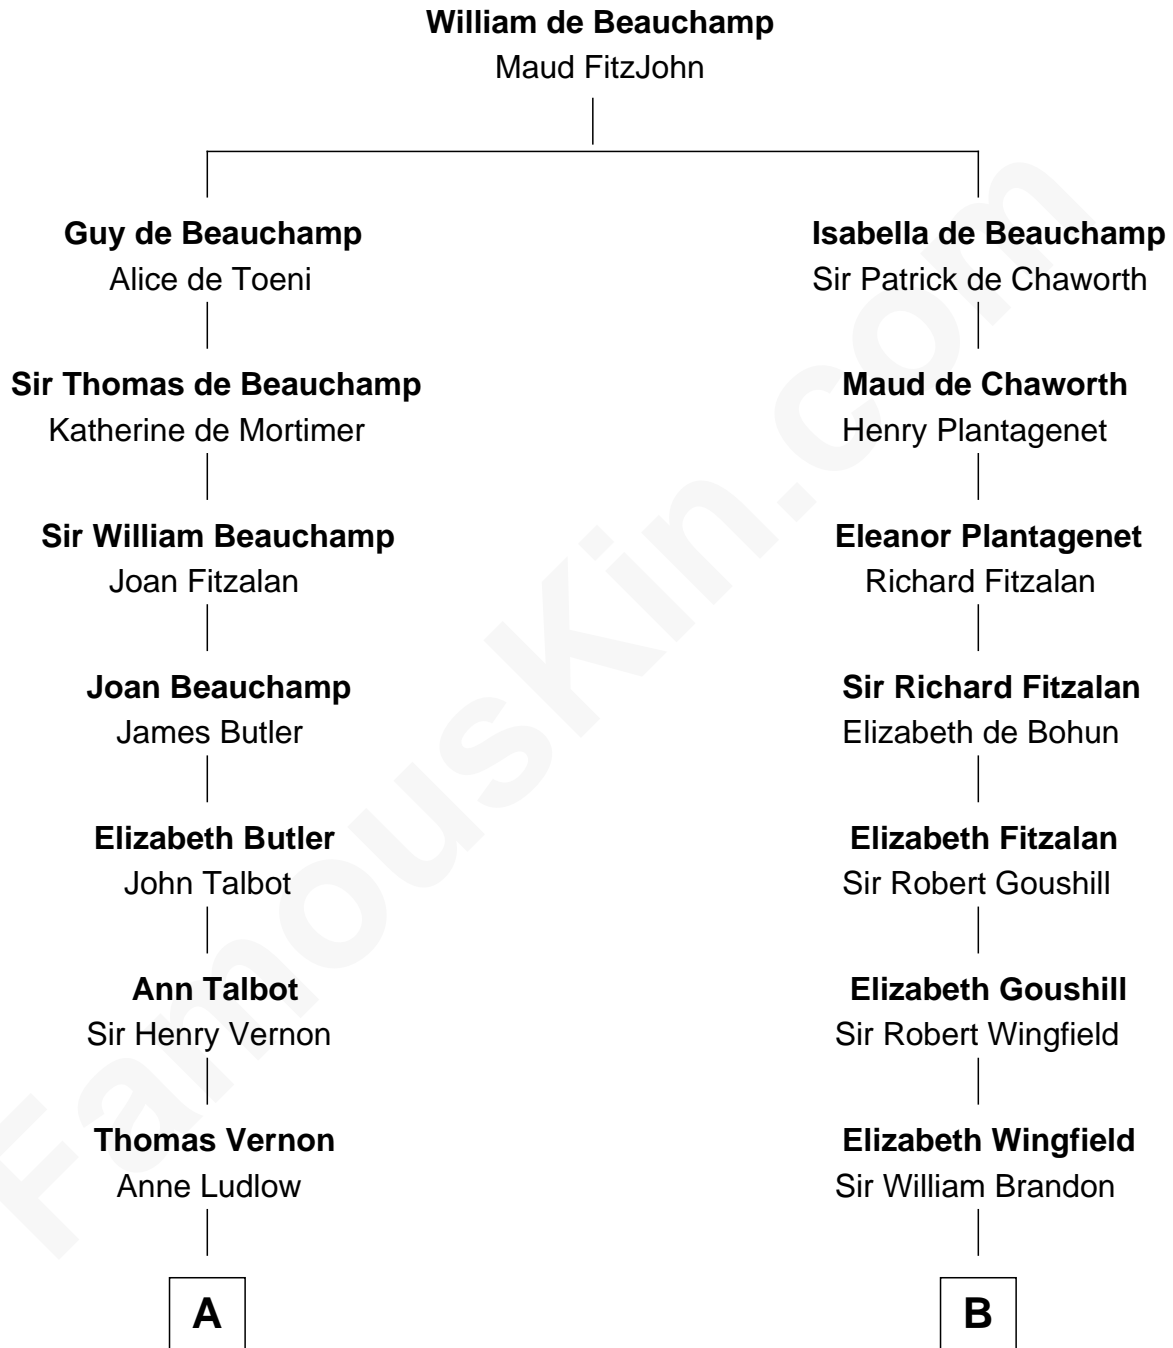 William de Beauchamp
Maud FitzJohn
Guy de Beauchamp
Alice de Toeni
Isabella de Beauchamp
Sir Patrick de Chaworth
Sir Thomas de Beauchamp
Katherine de Mortimer
Maud de Chaworth
Henry Plantagenet
Sir William Beauchamp
Joan Fitzalan
Eleanor Plantagenet
Richard Fitzalan
Joan Beauchamp
James Butler
Sir Richard Fitzalan
Elizabeth de Bohun
Elizabeth Butler
John Talbot
Elizabeth Fitzalan
Sir Robert Goushill
Ann Talbot
Sir Henry Vernon
Elizabeth Goushill
Sir Robert Wingfield
Thomas Vernon
Anne Ludlow
Elizabeth Wingfield
Sir William Brandon
A
B
FamousKin.com